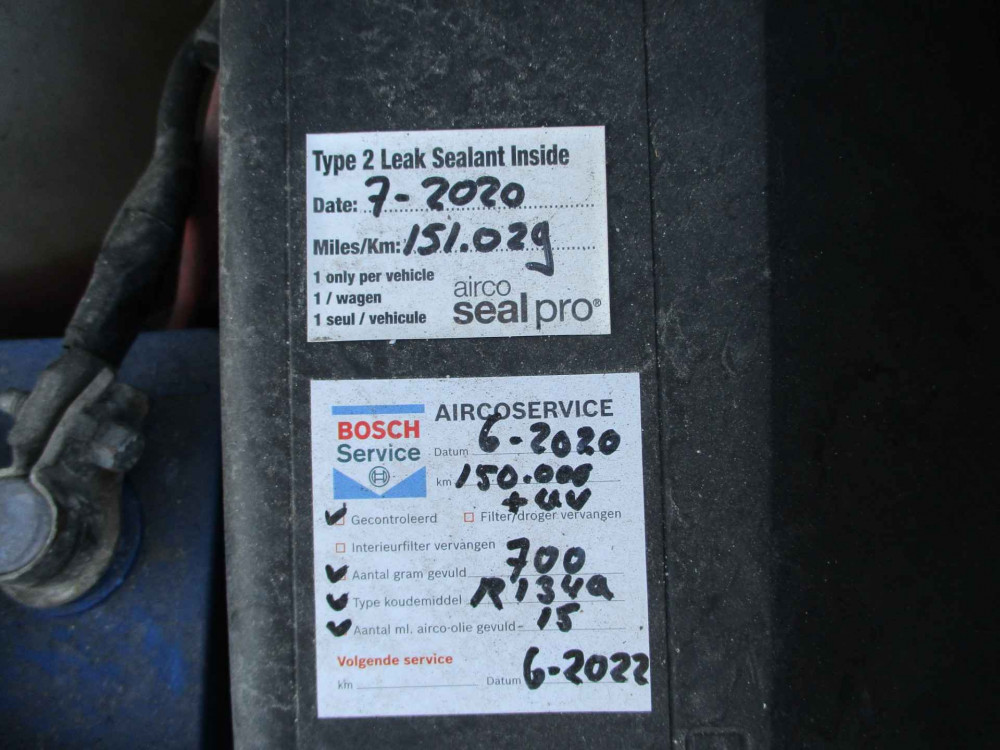 Type 2 Leak Sealant Inside
Date: 7-2020
Miles/Km: 151.029
1 only per vehicle
1 / wagen
1 seul / vehicule
airco
seal pro®
BOSCH
Service
AIRCOSERVICE
Datum 6-2020
km 150.000
+ uv
Gecontroleerd Filter/droger vervangen
Interieurfilter vervangen
Aantal gram gevuld 700
Type koudemiddel R134a
Aantal ml. airco-olie gevuld 15
Volgende service
km Datum 6-2022